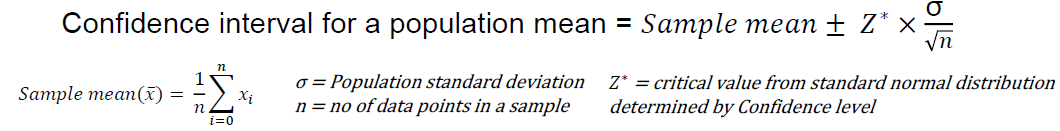 Confidence interval for a population mean = Sample mean ± Z* × σ/√n
Sample mean(x̄) = 1/n ∑_{i=0}^{n} xᵢ
σ = Population standard deviation
n = no of data points in a sample
Z* = critical value from standard normal distribution
determined by Confidence level